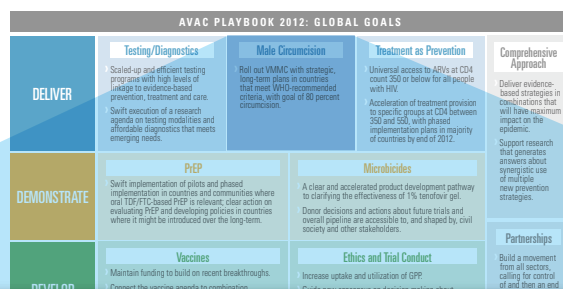 AVAC PLAYBOOK 2012: GLOBAL GOALS
DELIVER
Testing/Diagnostics
Scaled-up and efficient testing
programs with high levels of
linkage to evidence-based
prevention, treatment and care.
Swift execution of a research
agenda on testing modalities and
affordable diagnostics that meets
emerging needs.
Male Circumcision
Roll out VMMC with strategic,
long-term plans in countries
that meet WHO-recommended
criteria, with goal of 80 percent
circumcision.
Treatment as Prevention
Universal access to ARVs at CD4
count 350 or below for all people
with HIV.
Acceleration of treatment provision
to specific groups at CD4 between
350 and 550, with phased
implementation plans in majority
of countries by end of 2012.
Comprehensive
Approach
Deliver evidence-
based strategies in
combinations that
will have maximum
impact on the
epidemic.
Support research
that generates
answers about
synergistic use
of multiple
new prevention
strategies.
DEMONSTRATE
PrEP
Swift implementation of pilots and phased
implementation in countries and communities where
oral TDF/FTC-based PrEP is relevant; clear action on
evaluating PrEP and developing policies in countries
where it might be introduced over the long-term.
Microbicides
A clear and accelerated product development pathway
to clarifying the effectiveness of 1% tenofovir gel.
Donor decisions and actions about future trials and
overall pipeline are accessible to, and shaped by, civil
society and other stakeholders.
Partnerships
Build a movement
from all sectors,
calling for control
of and then an end
DEVELOP
Vaccines
Maintain funding to build on recent breakthroughs.
Connect the vaccine agenda to combination
Ethics and Trial Conduct
Increase uptake and utilization of GPP.